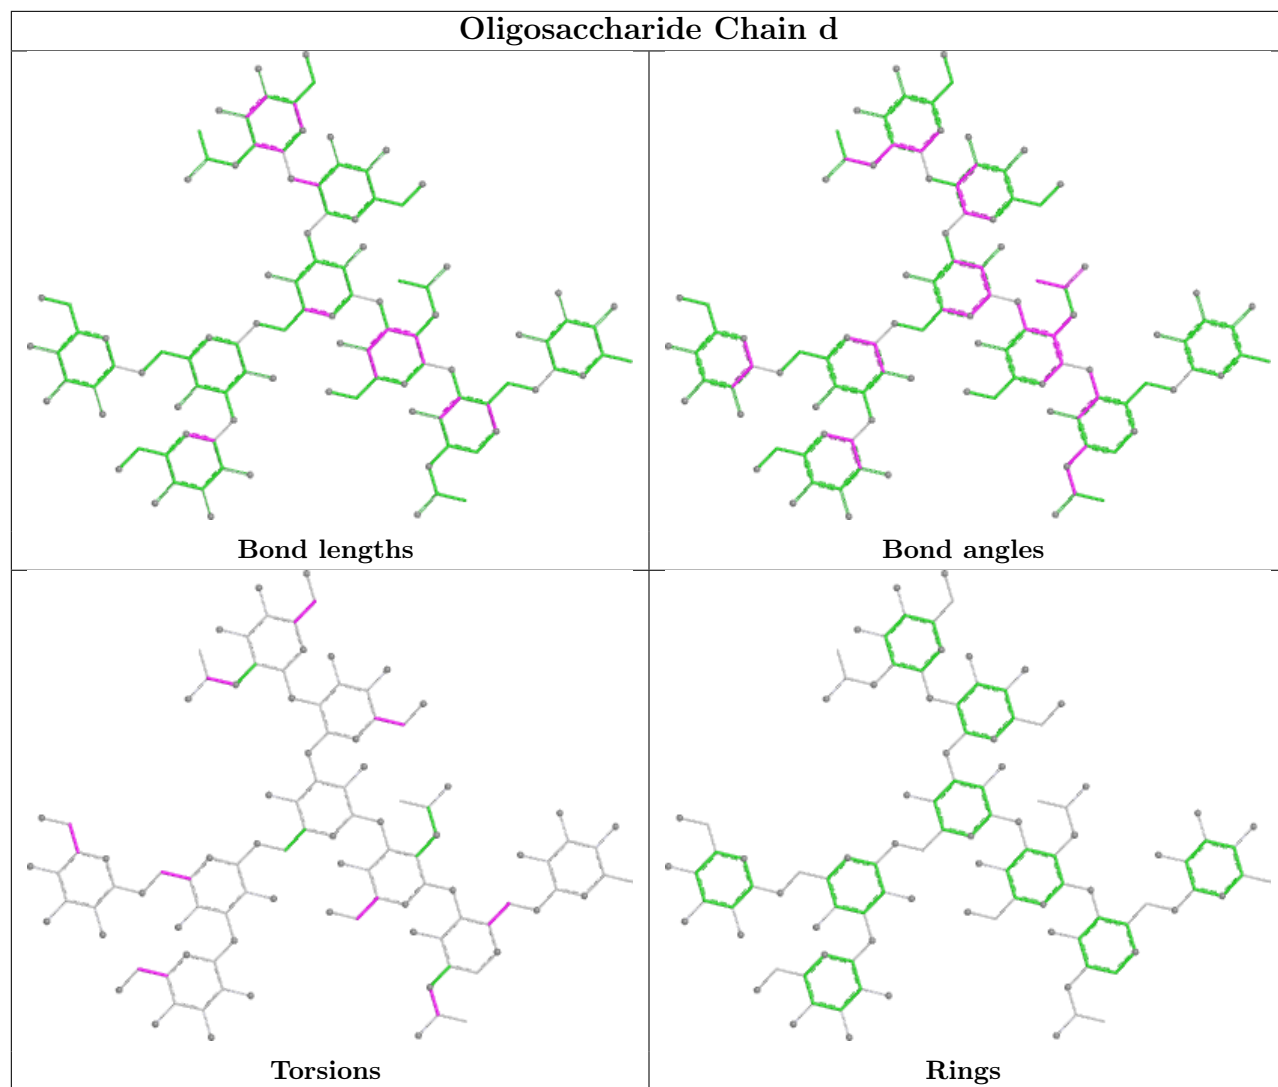 Oligosaccharide Chain d
Bond lengths
Bond angles
Torsions
Rings